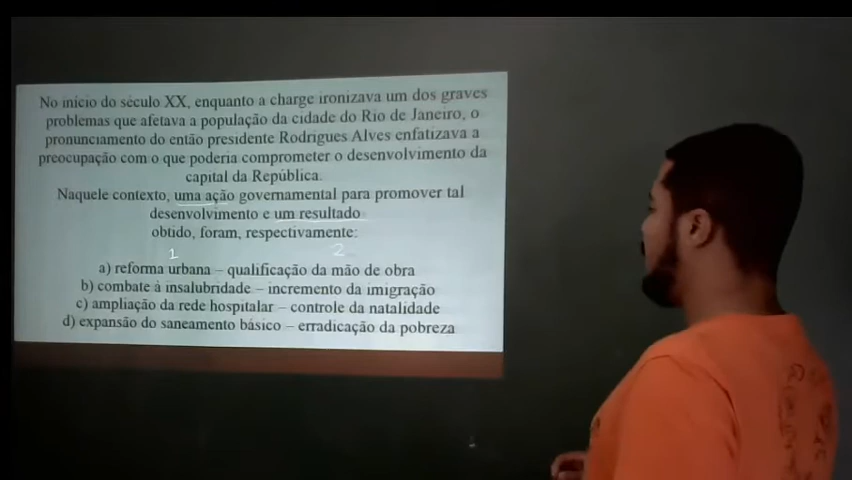 No início do século XX, enquanto a charge ironizava um dos graves
problemas que afetava a população da cidade do Rio de Janeiro, o
pronunciamento do então presidente Rodrigues Alves enfatizava a
preocupação com o que poderia comprometer o desenvolvimento da
capital da República.
Naquele contexto, uma ação governamental para promover tal
desenvolvimento e um resultado
obtido, foram, respectivamente:
1 2
a) reforma urbana – qualificação da mão de obra
b) combate à insalubridade – incremento da imigração
c) ampliação da rede hospitalar – controle da natalidade
d) expansão do saneamento básico – erradicação da pobreza